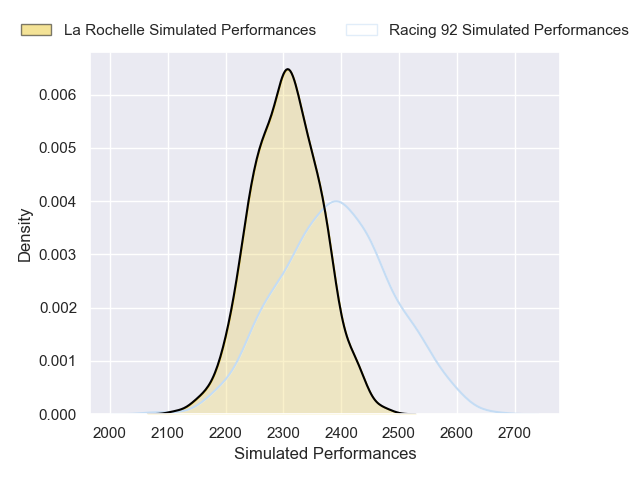 La Rochelle Simulated Performances
Racing 92 Simulated Performances
0.006
0.005
0.004
0.003
0.002
0.001
0.000
Density
2000 2100 2200 2300 2400 2500 2600 2700
Simulated Performances